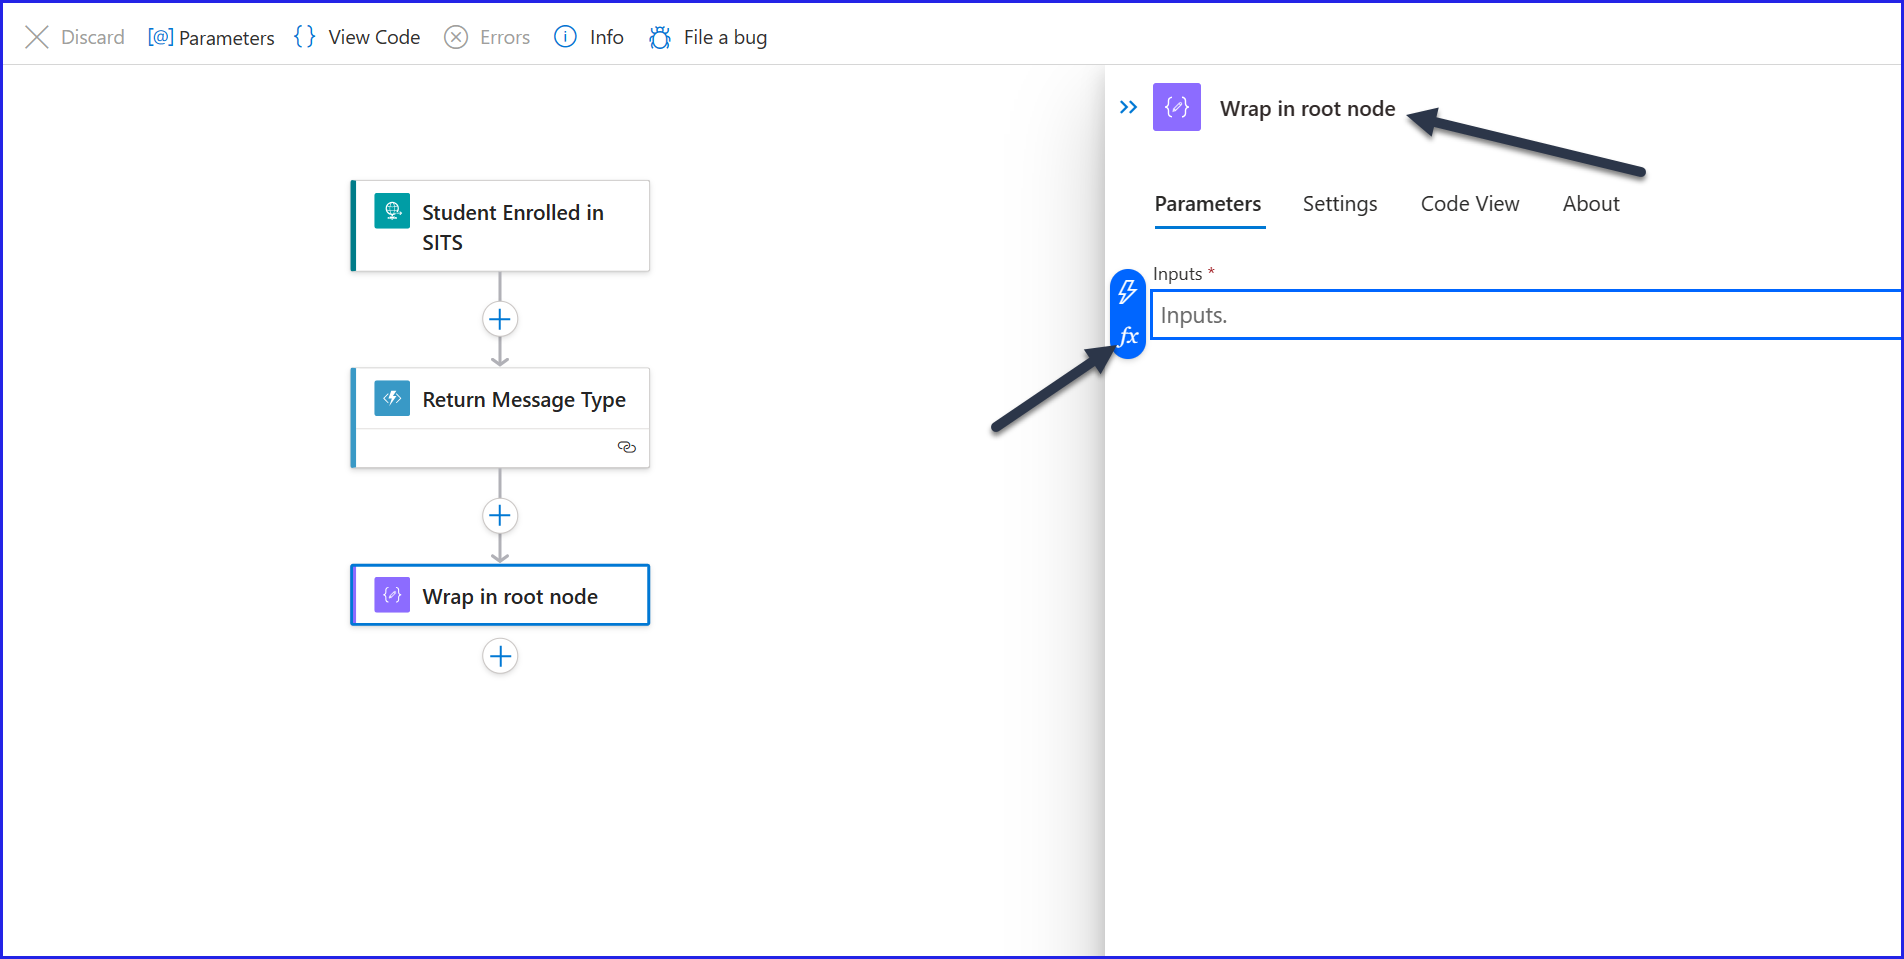 Discard [@] Parameters {} View Code Errors Info File a bug
Wrap in root node
Parameters Settings Code View About
Inputs *
Inputs.
fx
Student Enrolled in
SITS
Return Message Type
Wrap in root node